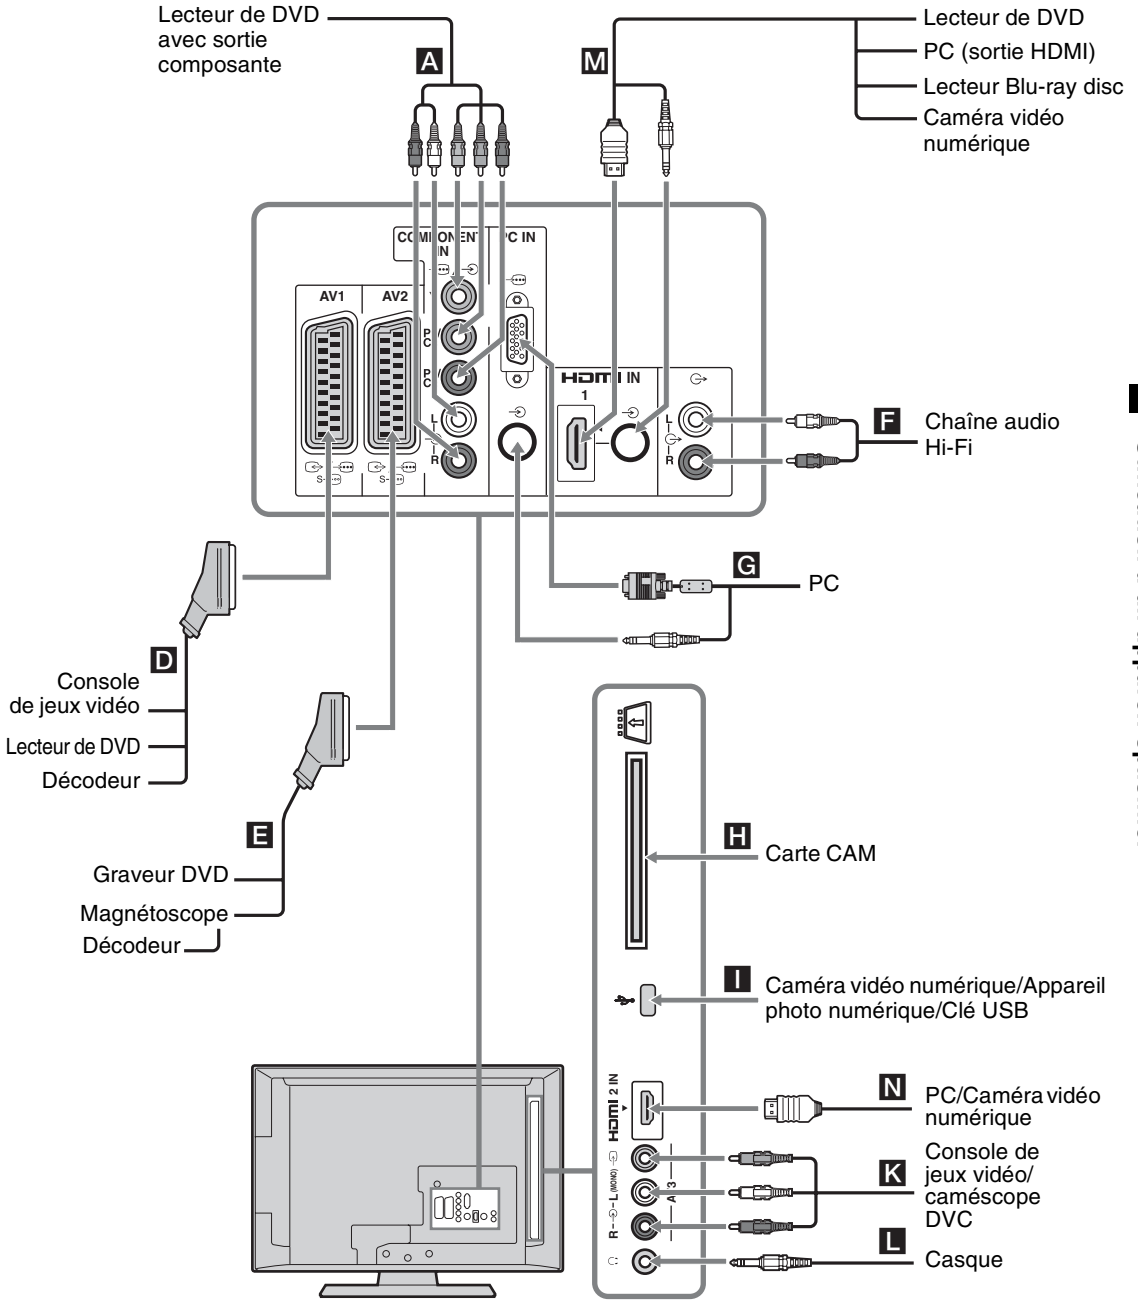 Lecteur de DVD
avec sortie
composante
A
M
Lecteur de DVD
PC (sortie HDMI)
Lecteur Blu-ray disc
Caméra vidéo
numérique
COMPONENT
IN
PC IN
AV1
AV2
HDMI IN
1
L
R
L
R
S
S
F
Chaîne audio
Hi-Fi
G
PC
D
Console
de jeux vidéo
Lecteur de DVD
Décodeur
E
Graveur DVD
Magnétoscope
Décodeur
H
Carte CAM
I
Caméra vidéo numérique/Appareil
photo numérique/Clé USB
HDMI 2 IN
N
PC/Caméra vidéo
numérique
L (MONO)
R
K
Console de
jeux vidéo/
caméscope
DVC
L
Casque